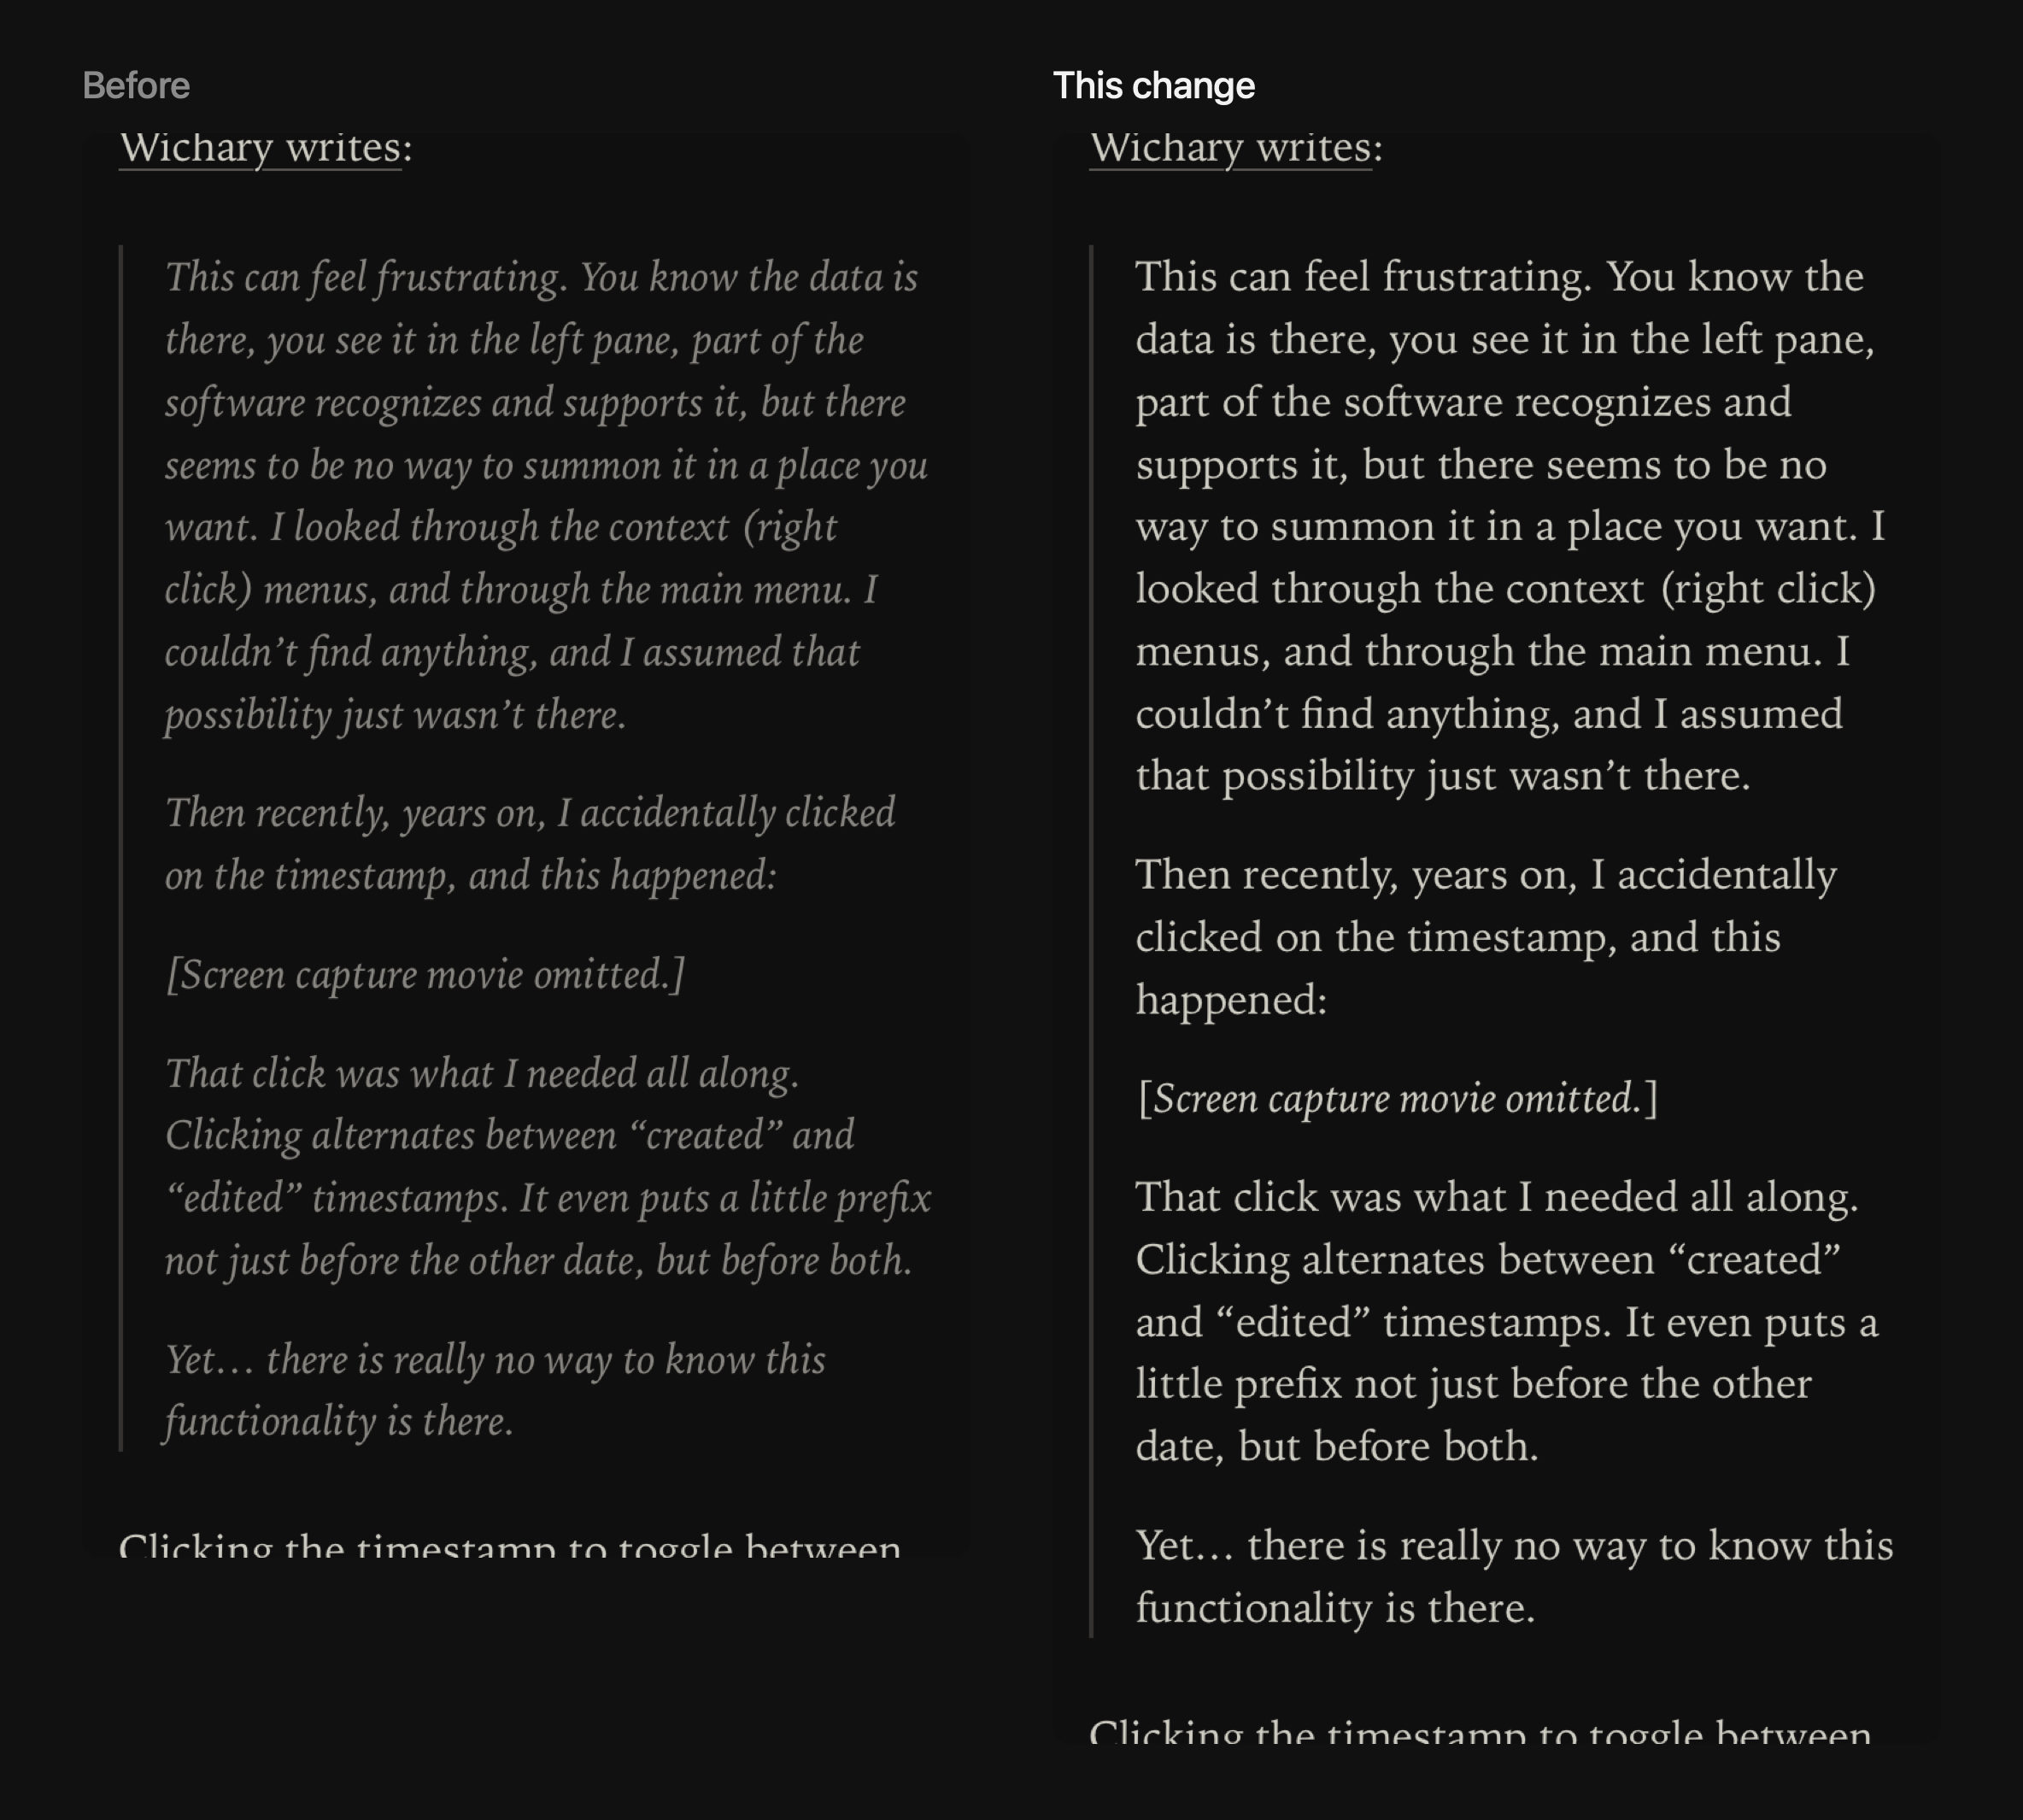 Before
Wichary writes:
This can feel frustrating. You know the data is
there, you see it in the left pane, part of the
software recognizes and supports it, but there
seems to be no way to summon it in a place you
want. I looked through the context (right
click) menus, and through the main menu. I
couldn’t find anything, and I assumed that
possibility just wasn’t there.
Then recently, years on, I accidentally clicked
on the timestamp, and this happened:
[Screen capture movie omitted.]
That click was what I needed all along.
Clicking alternates between “created” and
“edited” timestamps. It even puts a little prefix
not just before the other date, but before both.
Yet… there is really no way to know this
functionality is there.
Clicking the timestamp to toggle between
This change
Wichary writes:
This can feel frustrating. You know the
data is there, you see it in the left pane,
part of the software recognizes and
supports it, but there seems to be no
way to summon it in a place you want. I
looked through the context (right click)
menus, and through the main menu. I
couldn’t find anything, and I assumed
that possibility just wasn’t there.
Then recently, years on, I accidentally
clicked on the timestamp, and this
happened:
[Screen capture movie omitted.]
That click was what I needed all along.
Clicking alternates between “created”
and “edited” timestamps. It even puts a
little prefix not just before the other
date, but before both.
Yet… there is really no way to know this
functionality is there.
Clicking the timestamp to toggle between